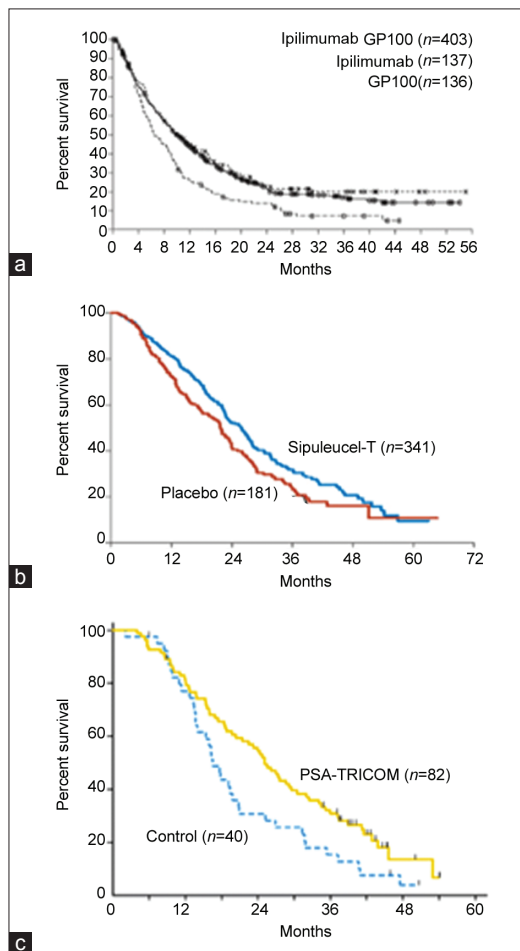 Percent survival
100
90
80
70
60
50
40
30
20
10
0
0 4 8 12 16 20 24 28 32 36 40 44 48 52 56
Months
Ipilimumab GP100 (n=403)
Ipilimumab (n=137)
GP100(n=136)
a
Percent survival
100
80
60
40
20
0
0 12 24 36 48 60 72
Months
Sipuleucel-T (n=341)
Placebo (n=181)
b
Percent survival
100
80
60
40
20
0
0 12 24 36 48 60
Months
PSA-TRICOM (n=82)
Control (n=40)
c